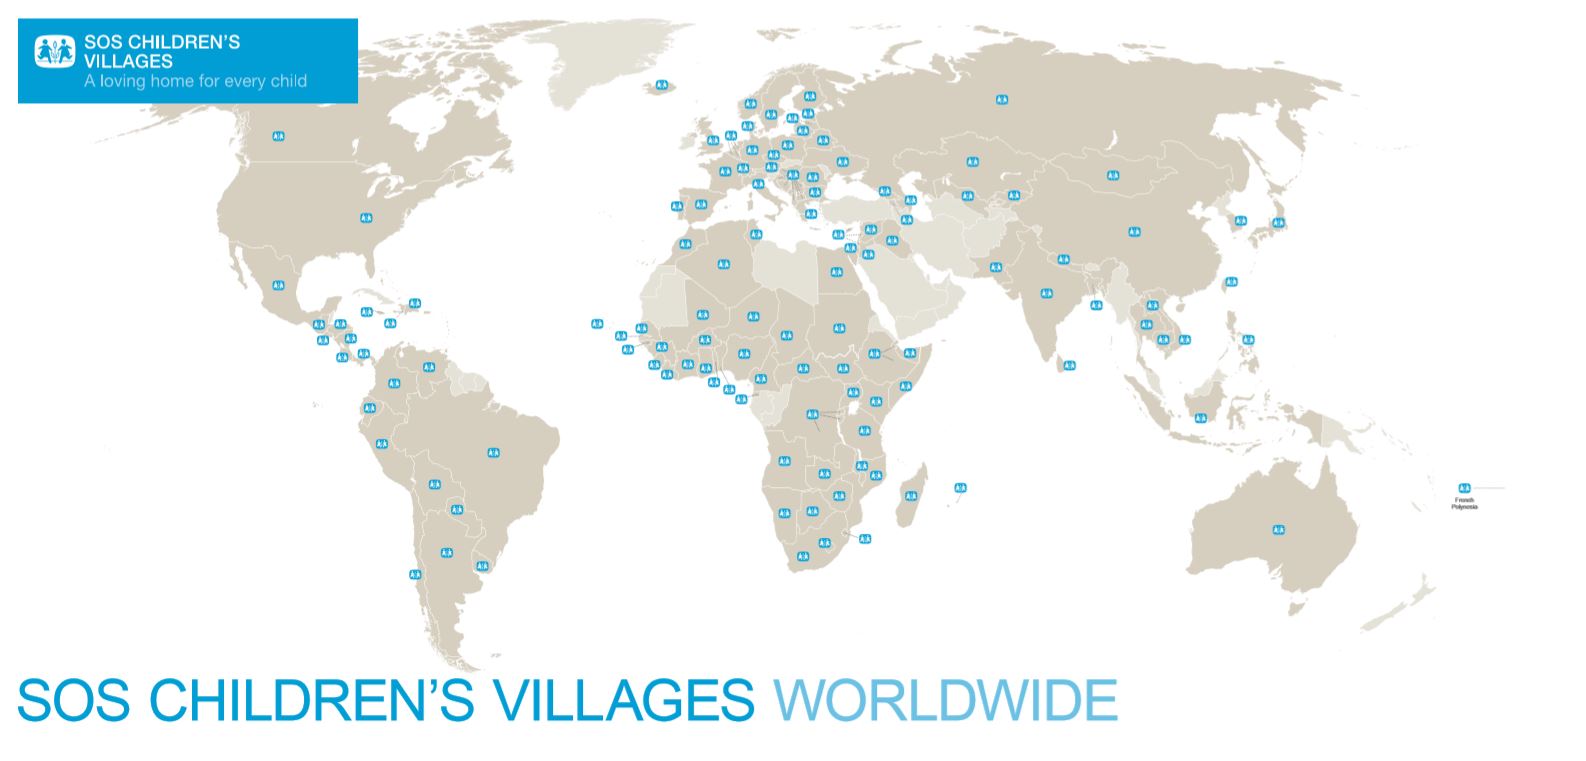 SOS CHILDREN'S
VILLAGES
A loving home for every child
French
Polynesia
SOS CHILDREN'S VILLAGES WORLDWIDE